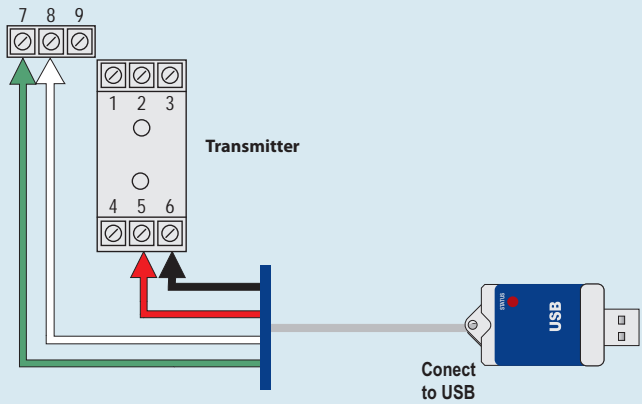 7 8 9
1 2 3
Transmitter
4 5 6
STATUS
USB
Conect
to USB